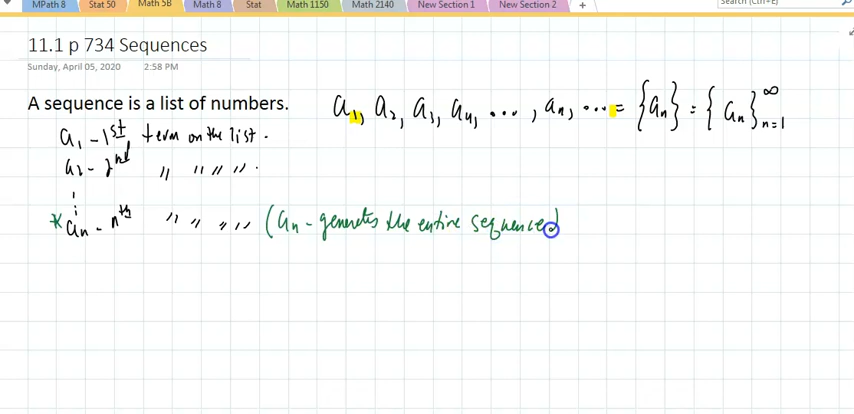 MPath 8 Stat 50 Math 5B Math 8 Stat Math 1150 Math 2140 New Section 1 New Section 2 +
Search (Ctrl+E)
11.1 p 734 Sequences
Sunday, April 05, 2020 2:58 PM
A sequence is a list of numbers. a₁, a₂, a₃, a₄, ..., aₙ, ... = {aₙ} = {aₙ}ₙ₌₁^∞
a₁ - 1st term on the list.
a₂ - 2nd " " " " .
⋮
* aₙ - nth " " " " (aₙ - generates the entire sequence)